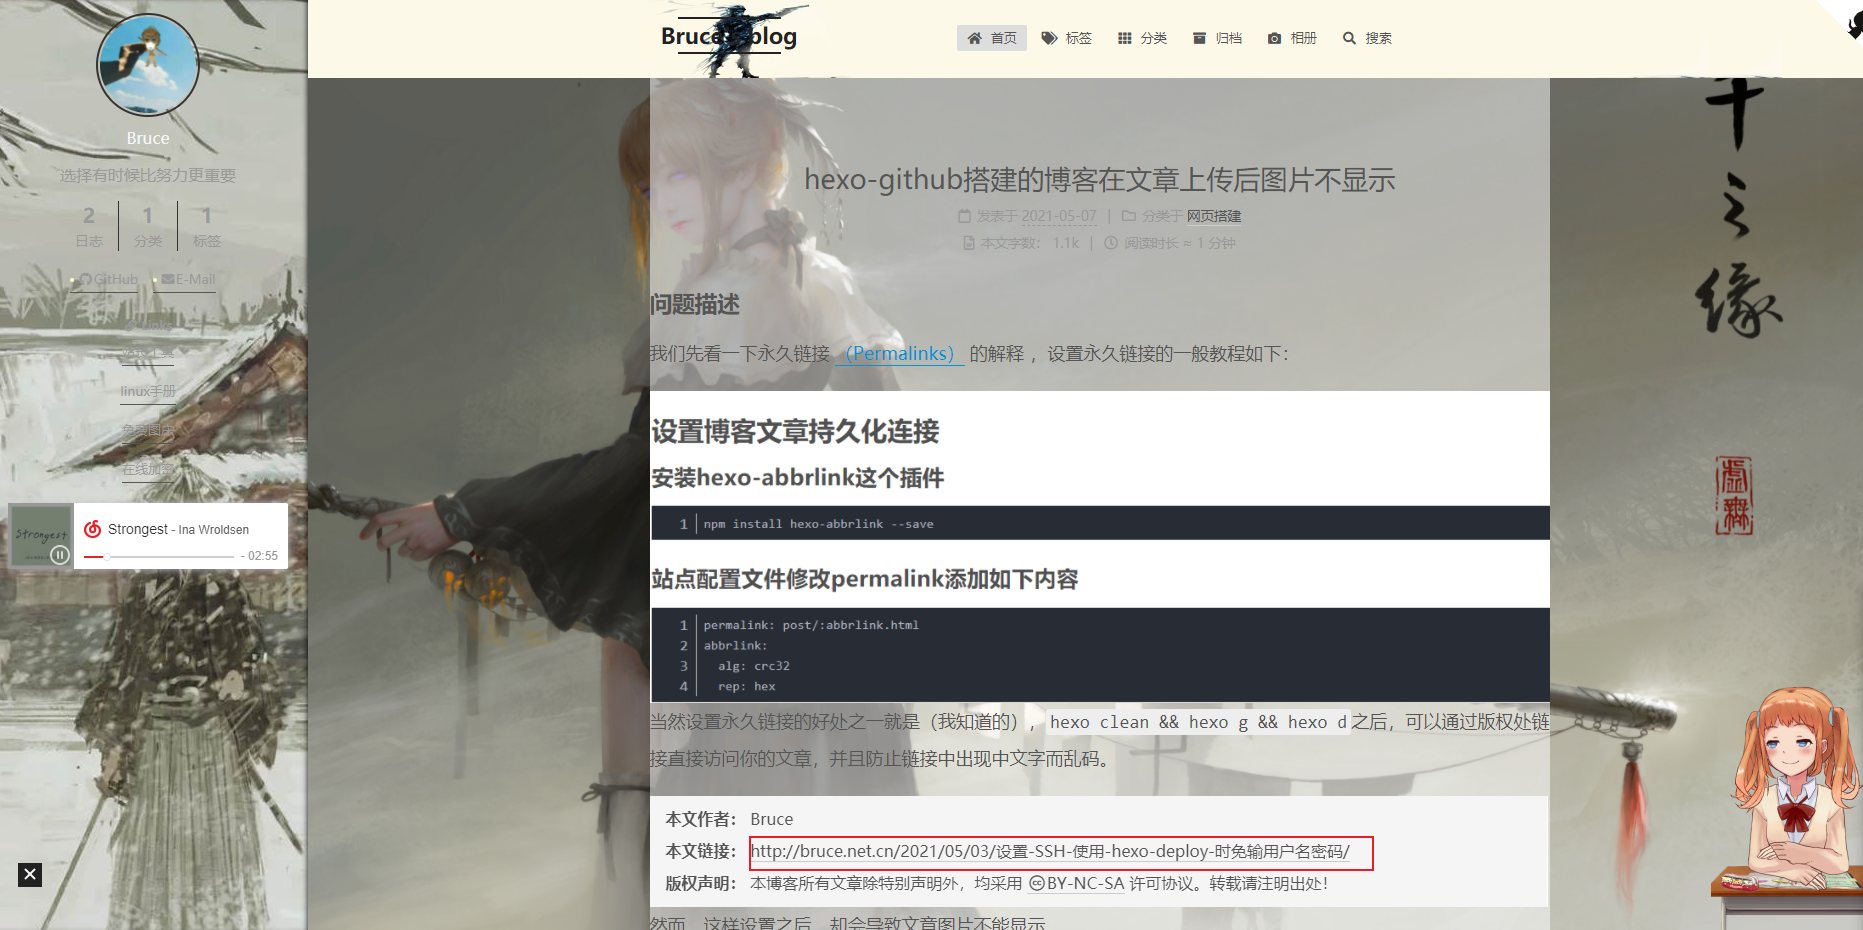 Bruce's blog
首页
标签
分类
归档
相册
搜索
Bruce
选择有时候比努力更重要
2
1
1
日志
分类
标签
GitHub
E-Mail
linux手册
免费图床
在线加密
Strongest - Ina Wroldsen
- 02:55
Strongest
hexo-github搭建的博客在文章上传后图片不显示
发表于 2021-05-07 | 分类于 网页搭建
本文字数： 1.1k | 阅读时长 ≈ 1 分钟
问题描述
我们先看一下永久链接 （Permalinks） 的解释 ，设置永久链接的一般教程如下：
设置博客文章持久化连接
安装hexo-abbrlink这个插件
1 npm install hexo-abbrlink --save
站点配置文件修改permalink添加如下内容
1 permalink: post/:abbrlink.html
2 abbrlink:
3 alg: crc32
4 rep: hex
当然设置永久链接的好处之一就是（我知道的），hexo clean && hexo g && hexo d之后，可以通过版权处链
接直接访问你的文章，并且防止链接中出现中文字而乱码。
本文作者： Bruce
本文链接： http://bruce.net.cn/2021/05/03/设置-SSH-使用-hexo-deploy-时免输用户名密码/
版权声明： 本博客所有文章除特别声明外，均采用 BY-NC-SA 许可协议。转载请注明出处！
然而，这样设置之后，却会导致文章图片不能显示
之缘